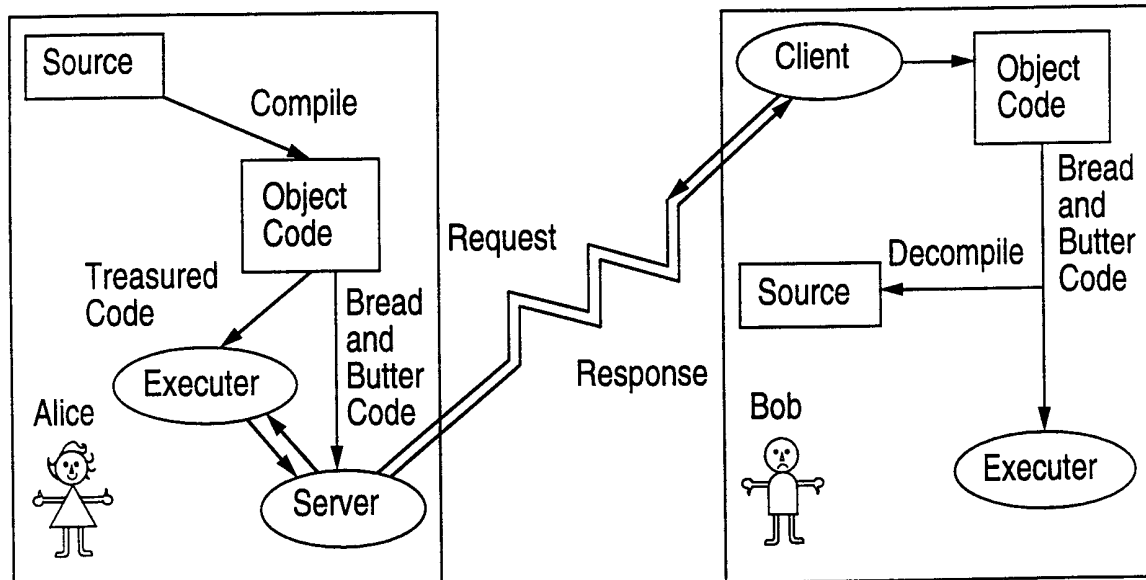 Source
Compile
Object
Code
Treasured
Code
Bread
and
Butter
Code
Executer
Alice
Server
Request
Response
Client
Object
Code
Bread
and
Butter
Code
Decompile
Source
Bob
Executer